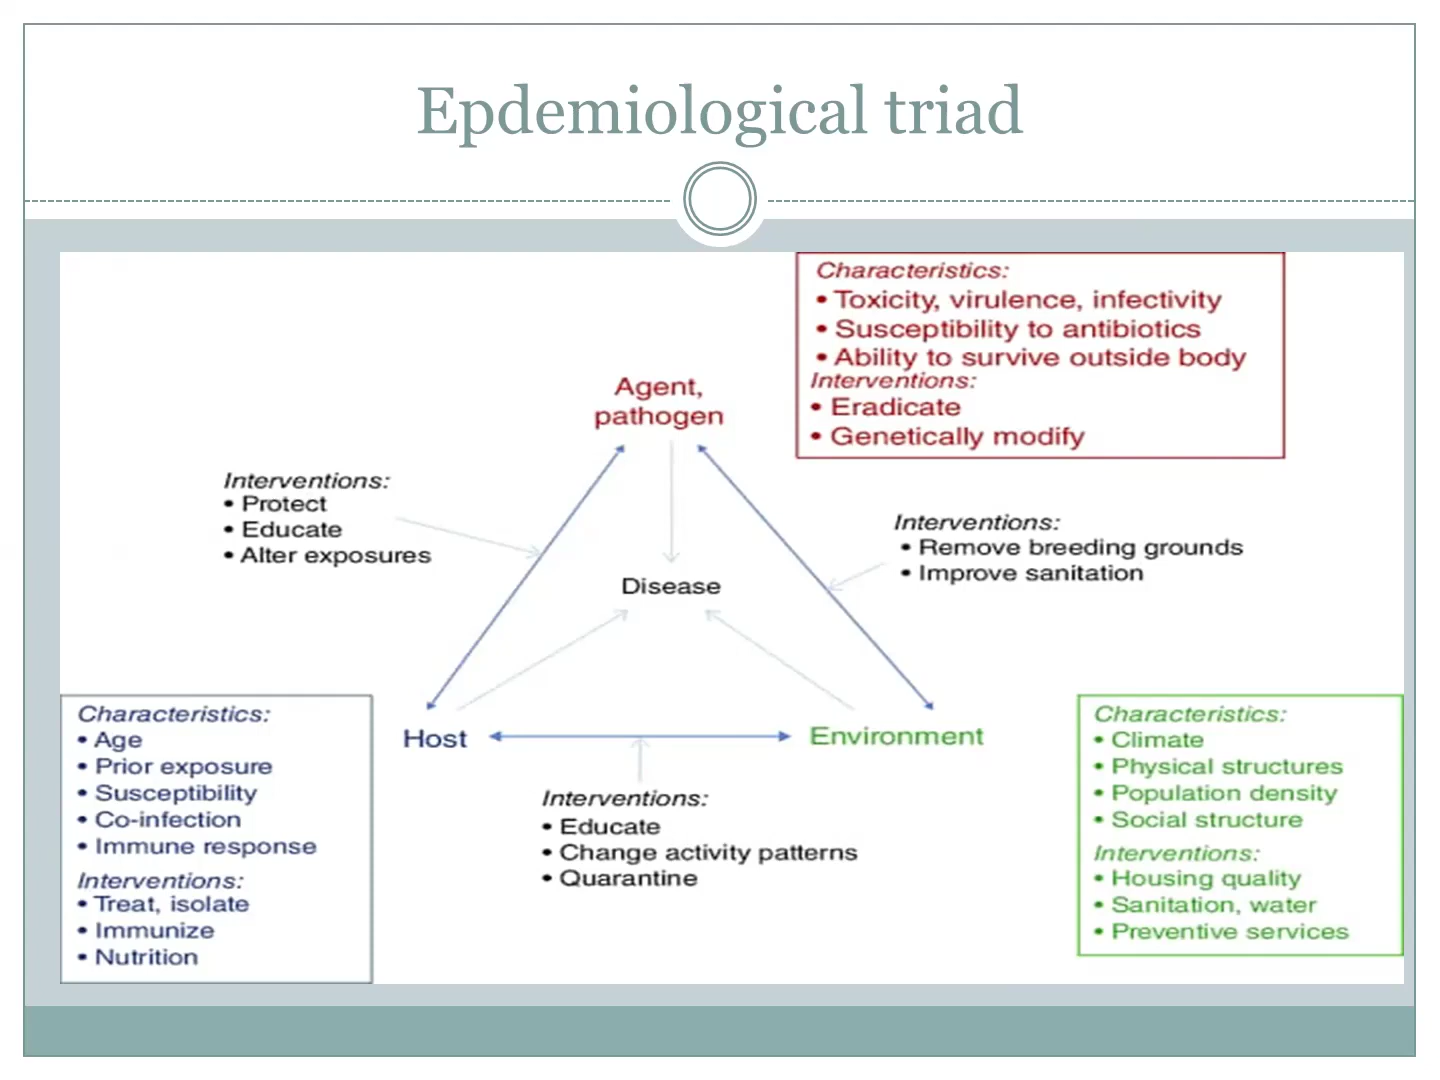 Epdemiological triad
Characteristics:
• Toxicity, virulence, infectivity
• Susceptibility to antibiotics
• Ability to survive outside body
Interventions:
• Eradicate
• Genetically modify
Agent,
pathogen
Interventions:
• Protect
• Educate
• Alter exposures
Interventions:
• Remove breeding grounds
• Improve sanitation
Disease
Host
Environment
Characteristics:
• Age
• Prior exposure
• Susceptibility
• Co-infection
• Immune response
Interventions:
• Treat, isolate
• Immunize
• Nutrition
Interventions:
• Educate
• Change activity patterns
• Quarantine
Characteristics:
• Climate
• Physical structures
• Population density
• Social structure
Interventions:
• Housing quality
• Sanitation, water
• Preventive services